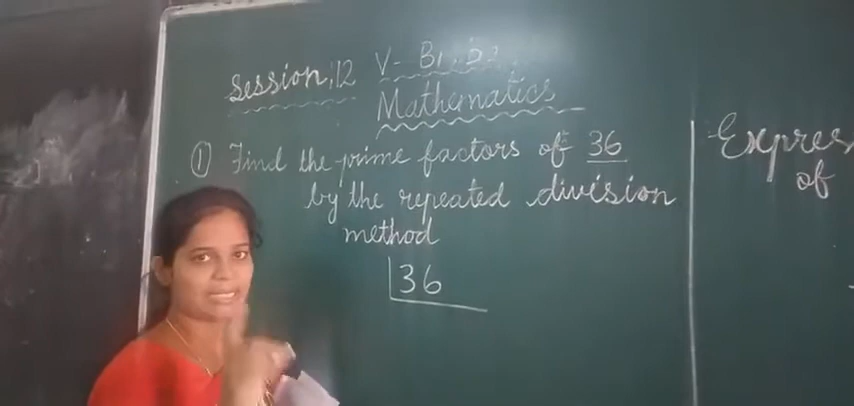 Session: 12
Mathematics
① Find the prime factors of 36
by the repeated division
method
36
Expres
of